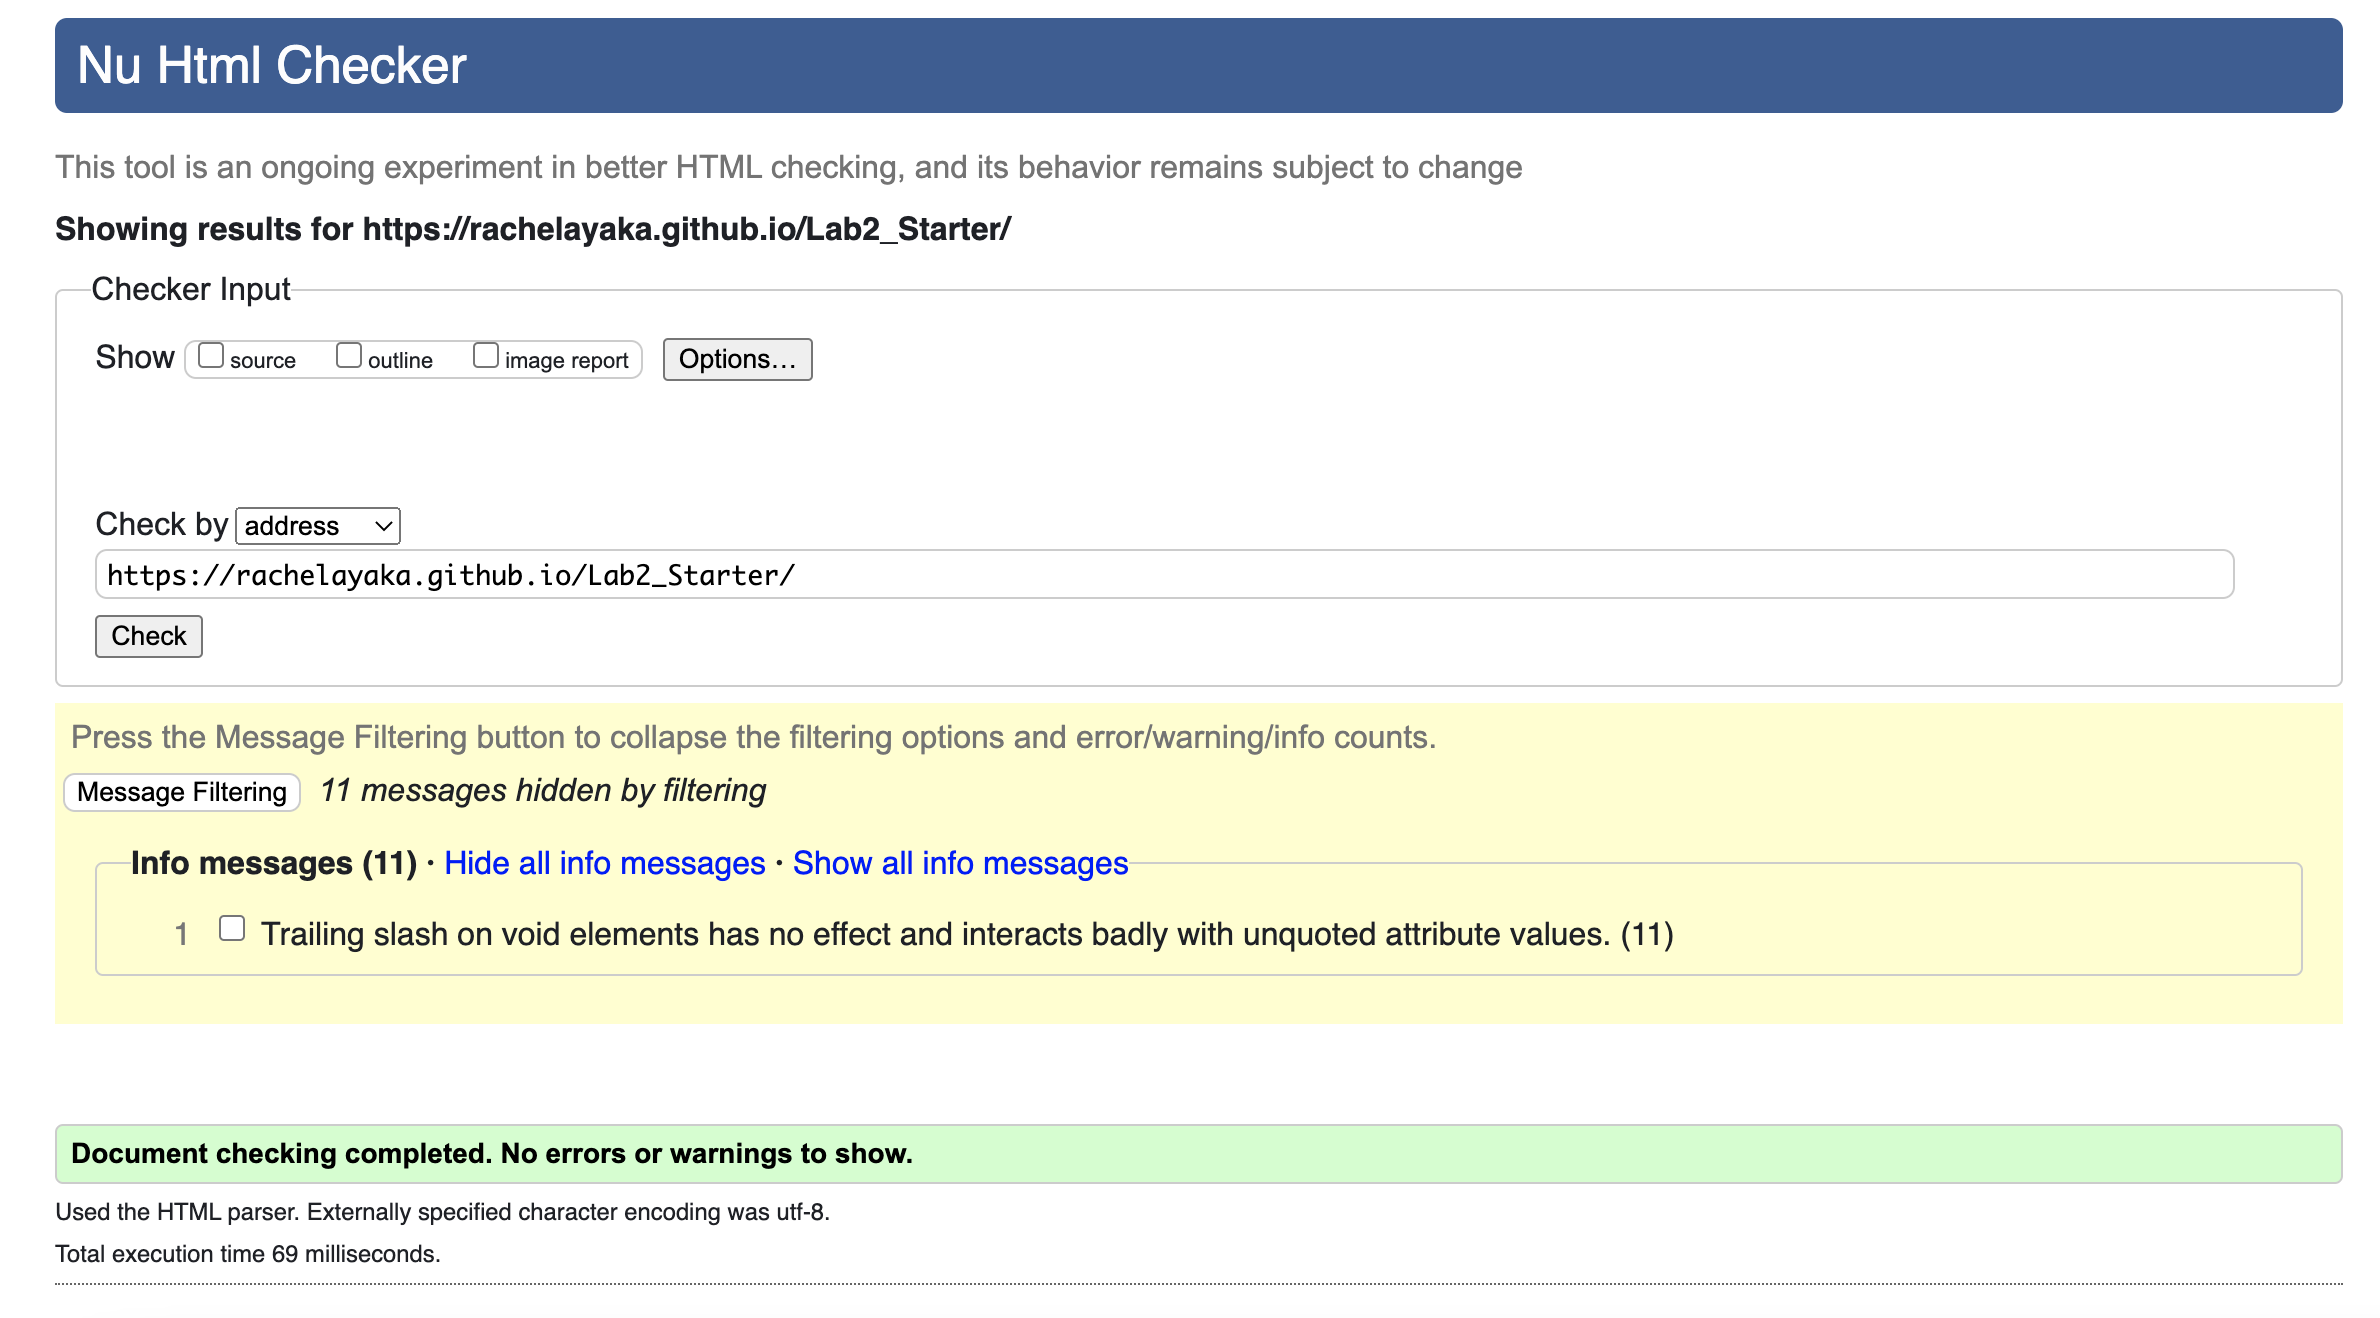 Nu Html Checker
This tool is an ongoing experiment in better HTML checking, and its behavior remains subject to change
Showing results for https://rachelayaka.github.io/Lab2_Starter/
Checker Input
Show source outline image report Options…
Check by address
https://rachelayaka.github.io/Lab2_Starter/
Check
Press the Message Filtering button to collapse the filtering options and error/warning/info counts.
Message Filtering 11 messages hidden by filtering
Info messages (11) · Hide all info messages · Show all info messages
1 Trailing slash on void elements has no effect and interacts badly with unquoted attribute values. (11)
Document checking completed. No errors or warnings to show.
Used the HTML parser. Externally specified character encoding was utf-8.
Total execution time 69 milliseconds.